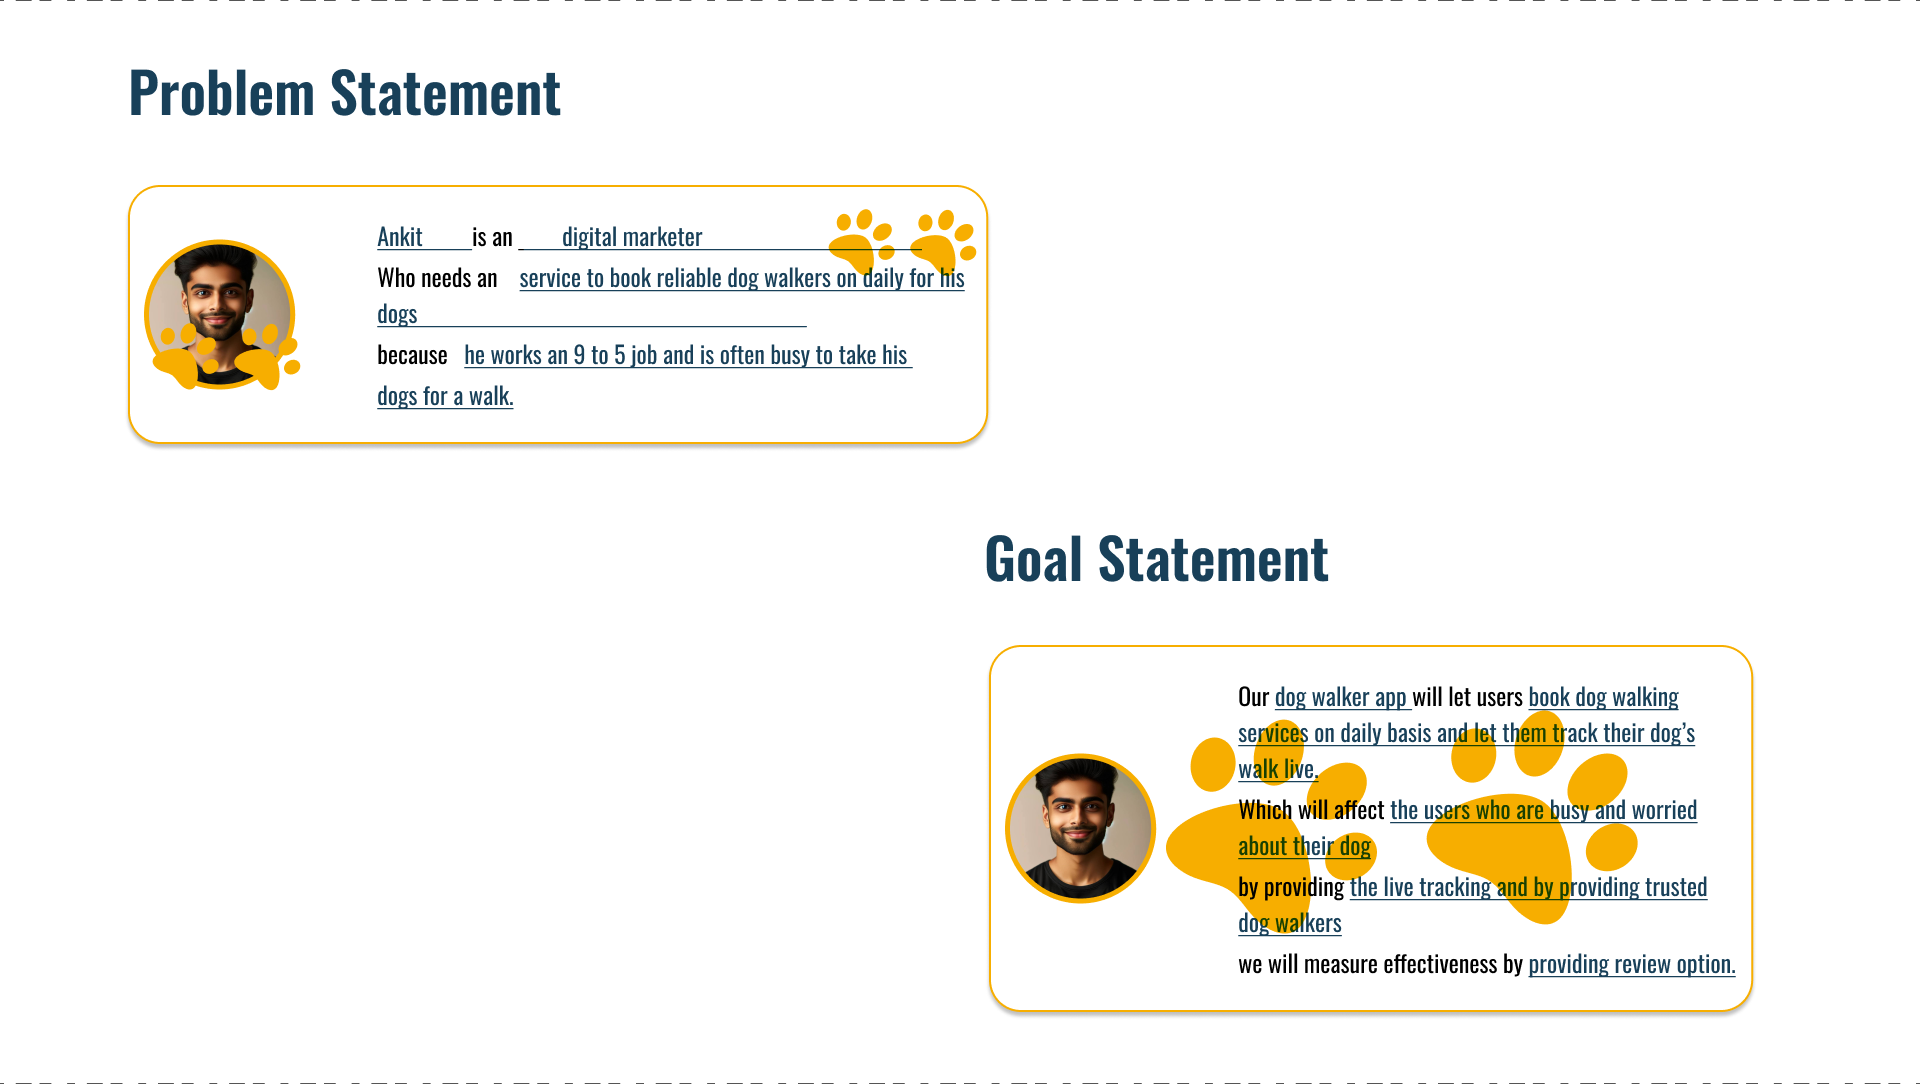 Problem Statement
Ankit is an _ digital marketer
Who needs an service to book reliable dog walkers on daily for his
dogs
because he works an 9 to 5 job and is often busy to take his
dogs for a walk.
Goal Statement
Our dog walker app will let users book dog walking
services on daily basis and let them track their dog’s
walk live.
Which will affect the users who are busy and worried
about their dog
by providing the live tracking and by providing trusted
dog walkers
we will measure effectiveness by providing review option.